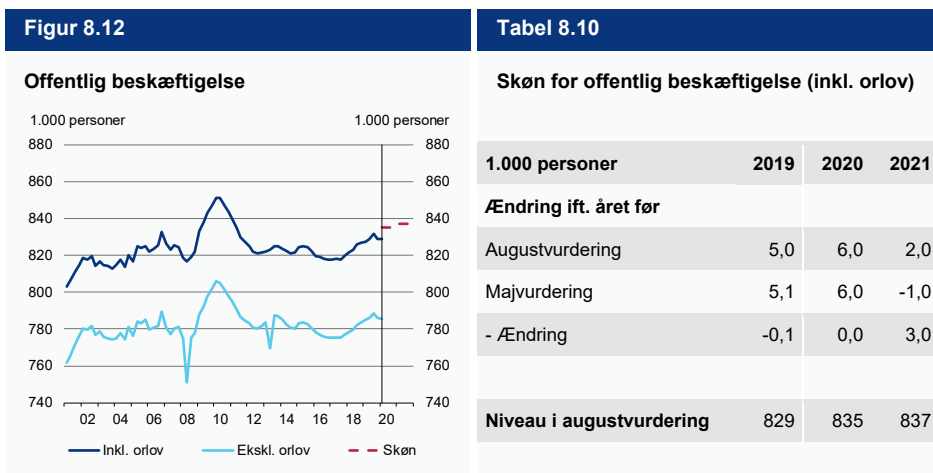 Figur 8.12
Offentlig beskæftigelse
1.000 personer 1.000 personer
880 880
860 860
840 840
820 820
800 800
780 780
760 760
740 740
02 04 06 08 10 12 14 16 18 20
Inkl. orlov Ekskl. orlov Skøn
Tabel 8.10
Skøn for offentlig beskæftigelse (inkl. orlov)
1.000 personer 2019 2020 2021
Ændring ift. året før
Augustvurdering 5,0 6,0 2,0
Majvurdering 5,1 6,0 -1,0
- Ændring -0,1 0,0 3,0
Niveau i augustvurdering 829 835 837